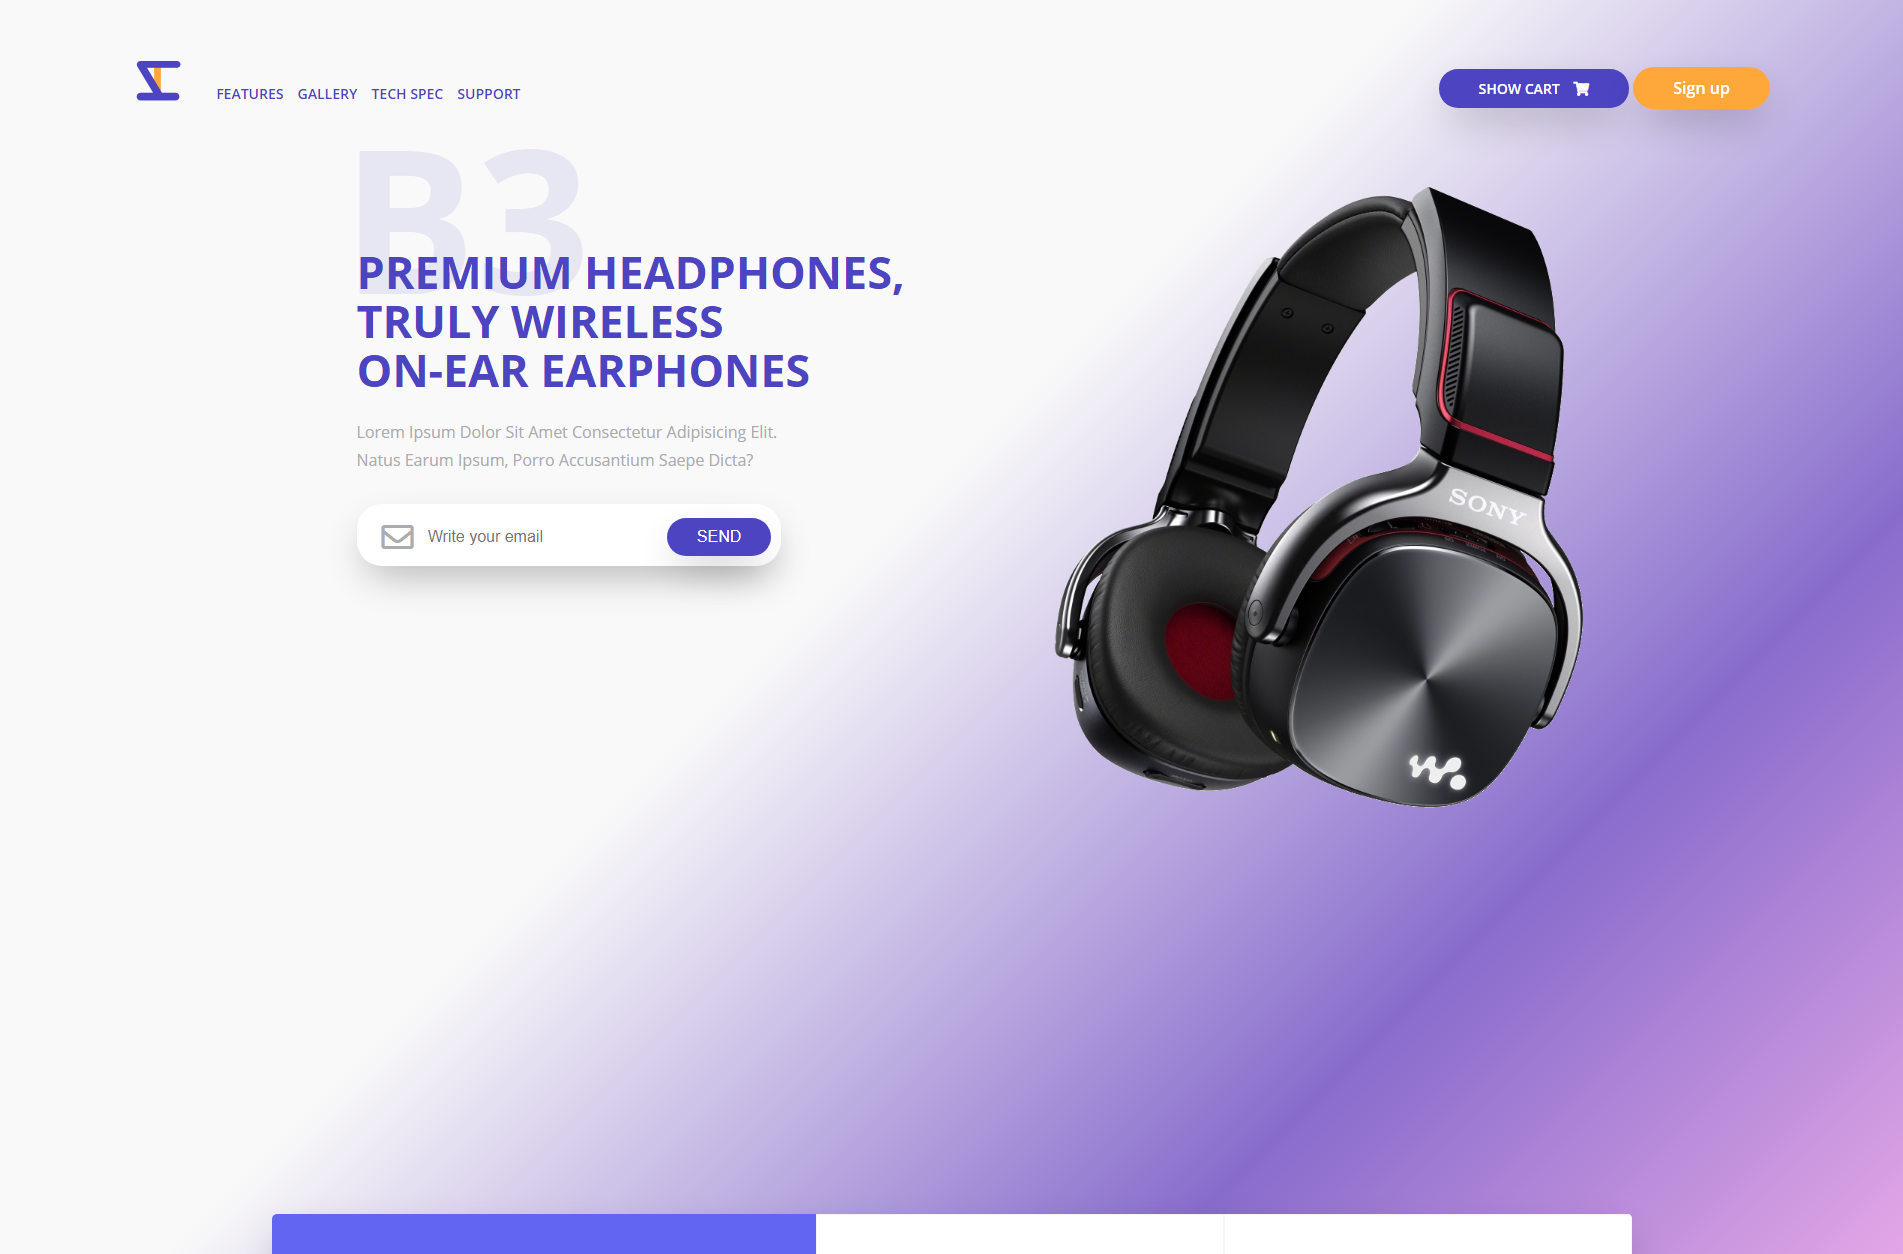 FEATURES GALLERY TECH SPEC SUPPORT
SHOW CART
Sign up
B3
PREMIUM HEADPHONES,
TRULY WIRELESS
ON-EAR EARPHONES
Lorem Ipsum Dolor Sit Amet Consectetur Adipisicing Elit.
Natus Earum Ipsum, Porro Accusantium Saepe Dicta?
Write your email
SEND
SONY